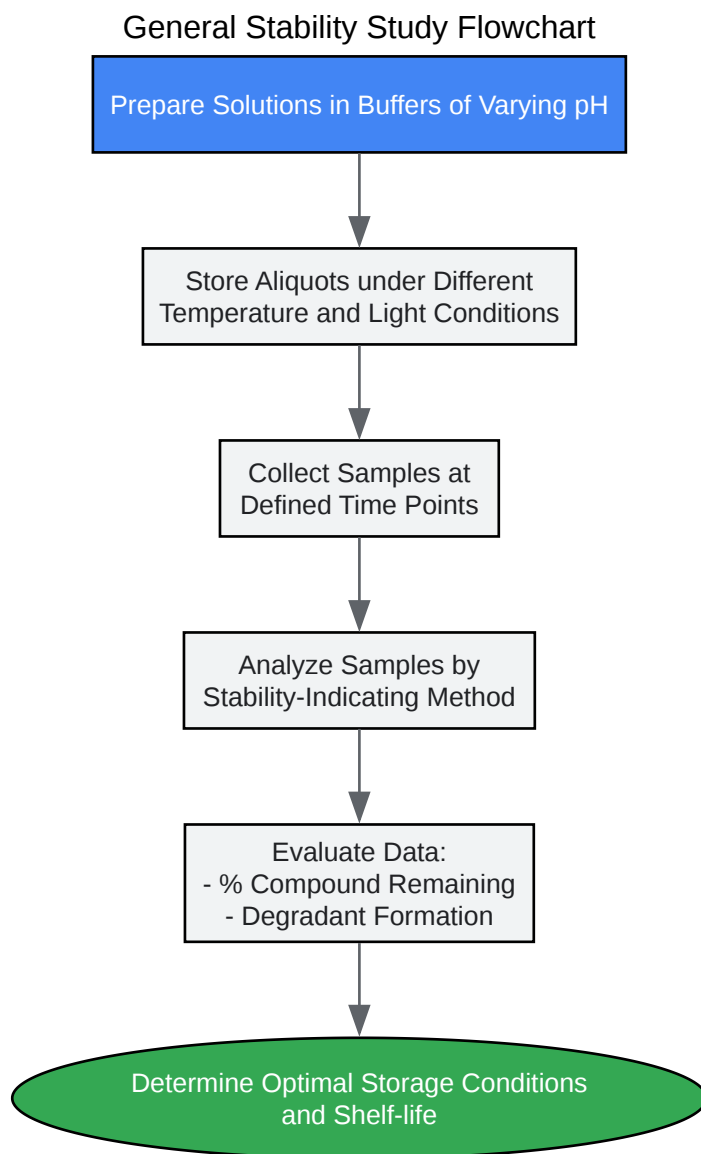 General Stability Study Flowchart
Prepare Solutions in Buffers of Varying pH
Store Aliquots under Different
Temperature and Light Conditions
Collect Samples at
Defined Time Points
Analyze Samples by
Stability-Indicating Method
Evaluate Data:
- % Compound Remaining
- Degradant Formation
Determine Optimal Storage Conditions
and Shelf-life